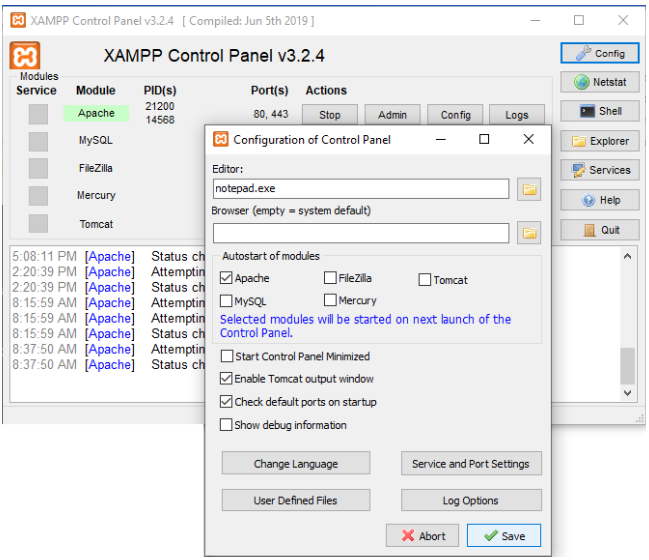 XAMPP Control Panel v3.2.4 [ Compiled: Jun 5th 2019 ]
XAMPP Control Panel v3.2.4
Config
Modules
Service Module PID(s) Port(s) Actions
Netstat
Apache 21200 14568 80, 443 Stop Admin Config Logs
Shell
MySQL
Explorer
FileZilla
Services
Mercury
Help
Tomcat
Quit
5:08:11 PM [Apache] Status ch
2:20:39 PM [Apache] Attemptin
2:20:39 PM [Apache] Status ch
8:15:59 AM [Apache] Attemptin
8:15:59 AM [Apache] Attemptin
8:15:59 AM [Apache] Status ch
8:37:50 AM [Apache] Attemptin
8:37:50 AM [Apache] Status ch
Configuration of Control Panel
Editor:
notepad.exe
Browser (empty = system default)
Autostart of modules
Apache FileZilla Tomcat
MySQL Mercury
Selected modules will be started on next launch of the
Control Panel.
Start Control Panel Minimized
Enable Tomcat output window
Check default ports on startup
Show debug information
Change Language Service and Port Settings
User Defined Files Log Options
Abort Save